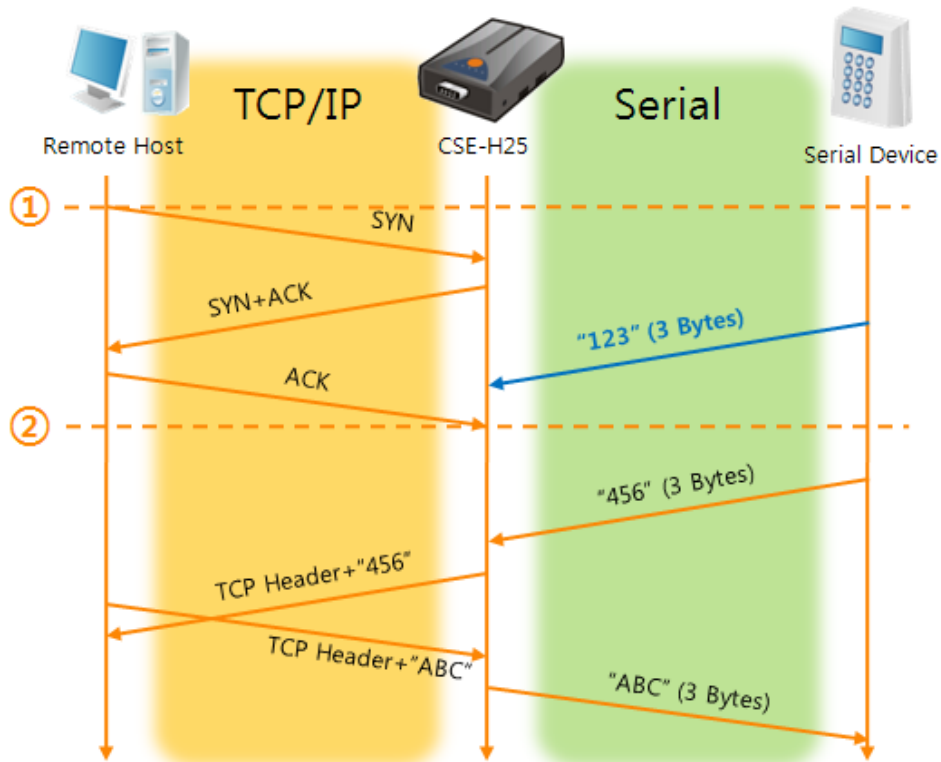 TCP/IP
Serial
Remote Host
CSE-H25
Serial Device
①
SYN
SYN+ACK
“123” (3 Bytes)
ACK
②
“456” (3 Bytes)
TCP Header+“456”
TCP Header+“ABC”
“ABC” (3 Bytes)